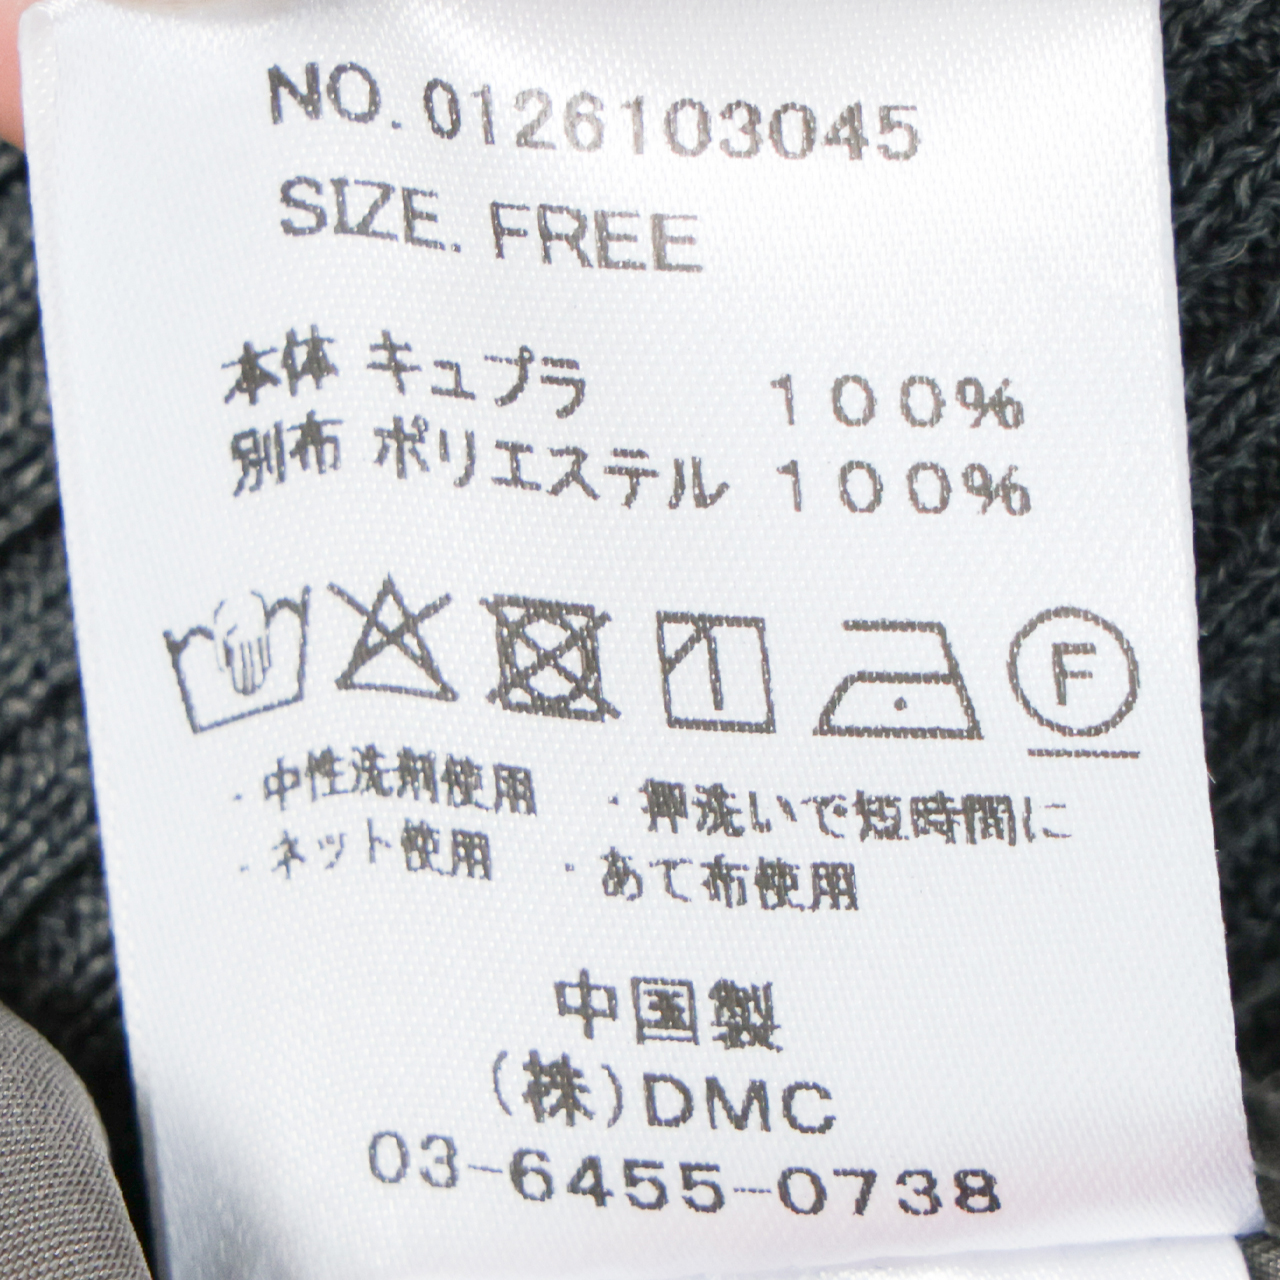 NO. 0126103045
SIZE. FREE
本体 キュプラ 100%
別布 ポリエステル 100%
F
・中性洗剤使用 ・押洗いで短時間に
・ネット使用 ・あて布使用
中国製
(株)DMC
03-6455-0738